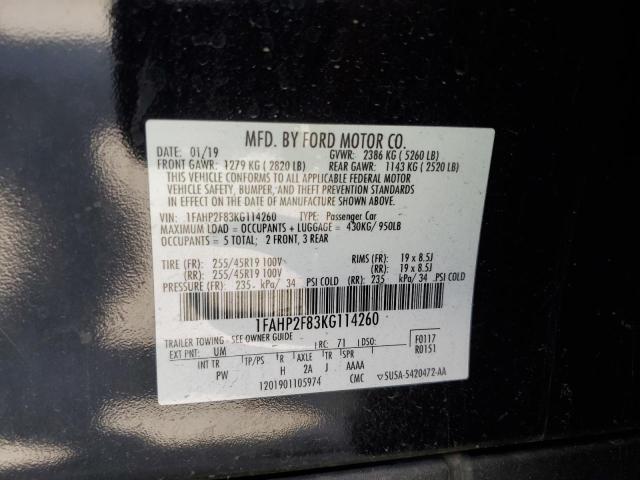 MFD. BY FORD MOTOR CO.
DATE: 01/19 GVWR: 2386 KG ( 5260 LB)
FRONT GAWR: 1279 KG ( 2820 LB) REAR GAWR: 1143 KG ( 2520 LB)
THIS VEHICLE CONFORMS TO ALL APPLICABLE FEDERAL MOTOR
VEHICLE SAFETY, BUMPER, AND THEFT PREVENTION STANDARDS
IN EFFECT ON THE DATE OF MANUFACTURE SHOWN ABOVE.
VIN: 1FAHP2F83KG114260 TYPE: Passenger Car
MAXIMUM LOAD = OCCUPANTS + LUGGAGE = 430KG/ 950LB
OCCUPANTS = 5 TOTAL; 2 FRONT, 3 REAR
TIRE (FR): 255/45R19 100V RIMS (FR): 19 x 8.5J
(RR): 255/45R19 100V (RR): 19 x 8.5J
PRESSURE (FR): 235 kPa/ 34 PSI COLD (RR): 235 kPa/ 34 PSI COLD
1FAHP2F83KG114260
TRAILER TOWING - SEE OWNER GUIDE
EXT PNT: UM RC: 71 DSO: F0117
INT TR TP/PS R AXLE TR SPR R0151
PW H 2A J AAAA
1201901105974 CMC ▽5U5A-5420472-AA